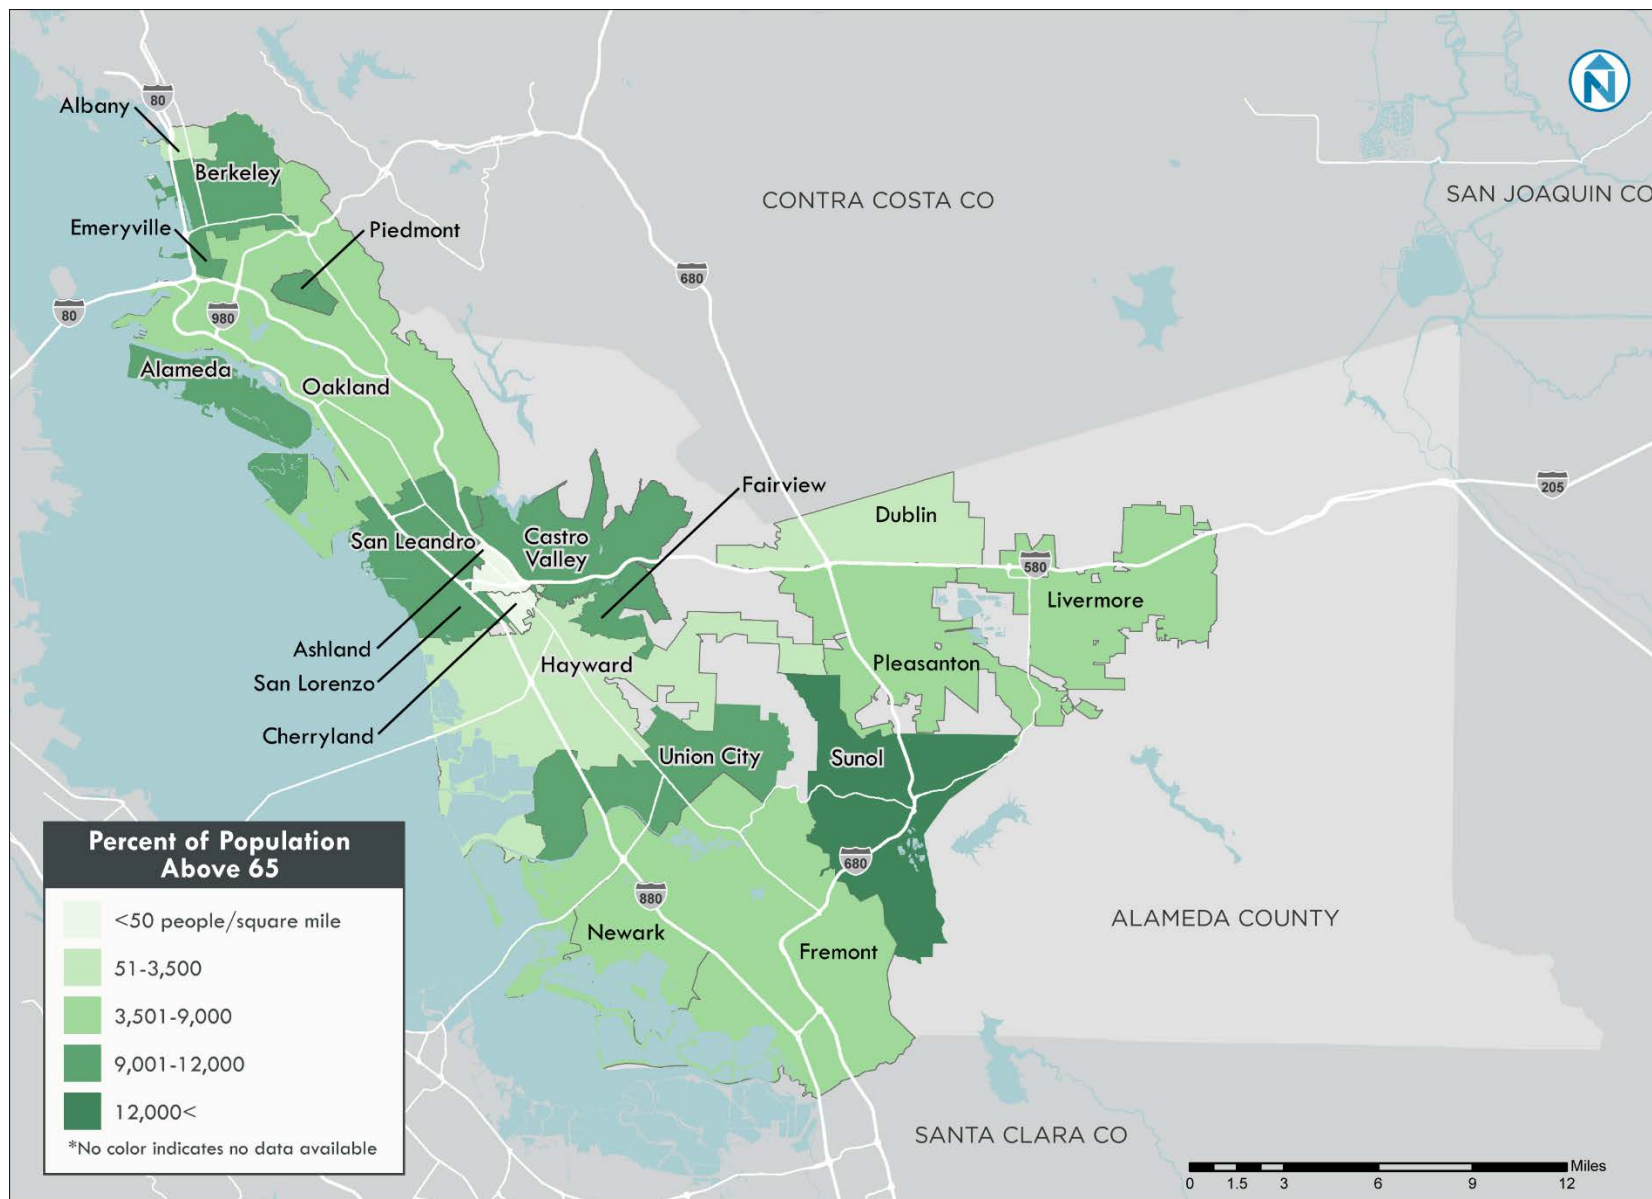 N
80
Albany
Berkeley
CONTRA COSTA CO
SAN JOAQUIN CO
Emeryville
Piedmont
680
80
980
Alameda
Oakland
Fairview
205
Dublin
San Leandro
Castro
Valley
580
Livermore
Ashland
San Lorenzo
Hayward
Pleasanton
Cherryland
Union City
Sunol
680
880
Newark
Fremont
ALAMEDA COUNTY
SANTA CLARA CO
Percent of Population
Above 65
<50 people/square mile
51-3,500
3,501-9,000
9,001-12,000
12,000<
*No color indicates no data available
Miles
0 1.5 3 6 9 12